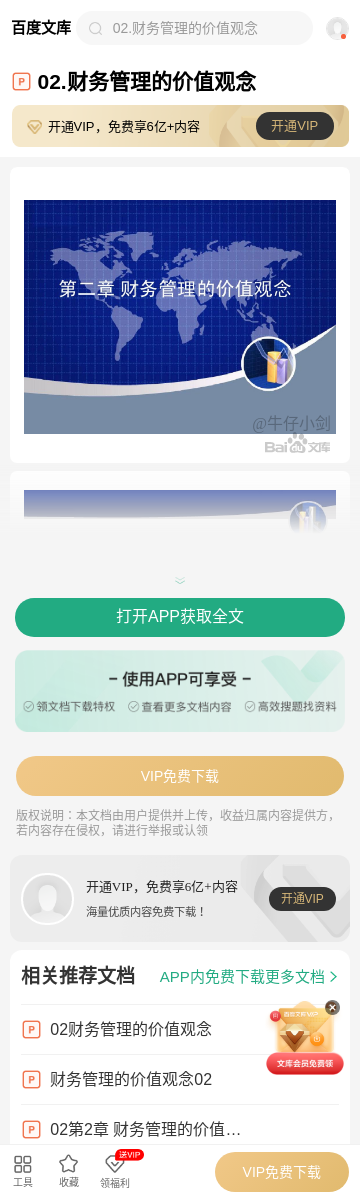 百度文库
02.财务管理的价值观念
02.财务管理的价值观念
开通VIP，免费享6亿+内容
开通VIP
第二章 财务管理的价值观念
@牛仔小剑
Baidu文库
打开APP获取全文
- 使用APP可享受 -
领文档下载特权
查看更多文档内容
高效搜题找资料
VIP免费下载
版权说明：本文档由用户提供并上传，收益归属内容提供方，
若内容存在侵权，请进行举报或认领
开通VIP，免费享6亿+内容
海量优质内容免费下载！
开通VIP
相关推荐文档
APP内免费下载更多文档
02财务管理的价值观念
文库会员免费领
财务管理的价值观念02
02第2章 财务管理的价值…
工具
收藏
送VIP
领福利
VIP免费下载